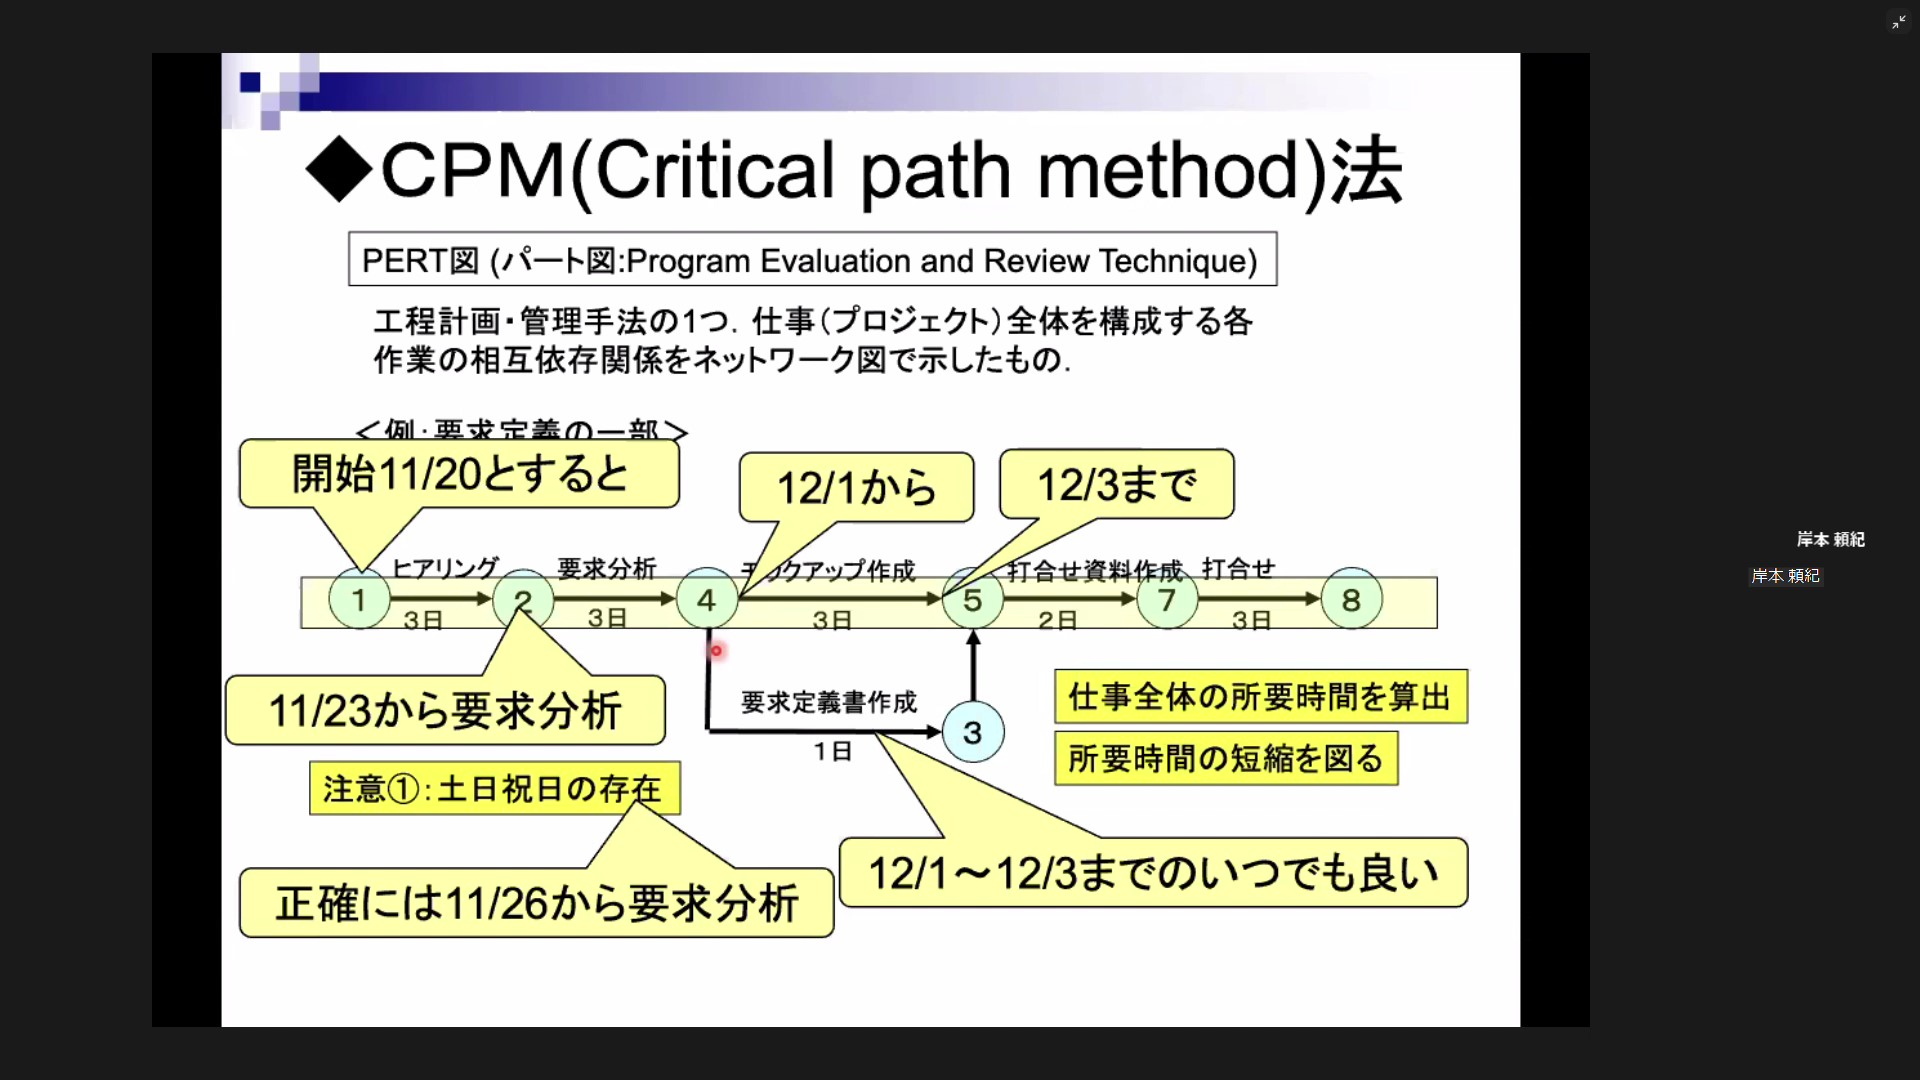 ◆CPM(Critical path method)法
PERT図 (パート図:Program Evaluation and Review Technique)
工程計画・管理手法の1つ. 仕事(プロジェクト)全体を構成する各
作業の相互依存関係をネットワーク図で示したもの.
<例:要求定義の一部>
開始11/20とすると
12/1から
12/3まで
ヒアリング
要求分析
モックアップ作成
打合せ資料作成
打合せ
1
2
4
5
7
8
3日
3日
3日
2日
3日
11/23から要求分析
要求定義書作成
3
1日
仕事全体の所要時間を算出
所要時間の短縮を図る
注意①:土日祝日の存在
12/1~12/3までのいつでも良い
正確には11/26から要求分析
岸本 頼紀
岸本 頼紀